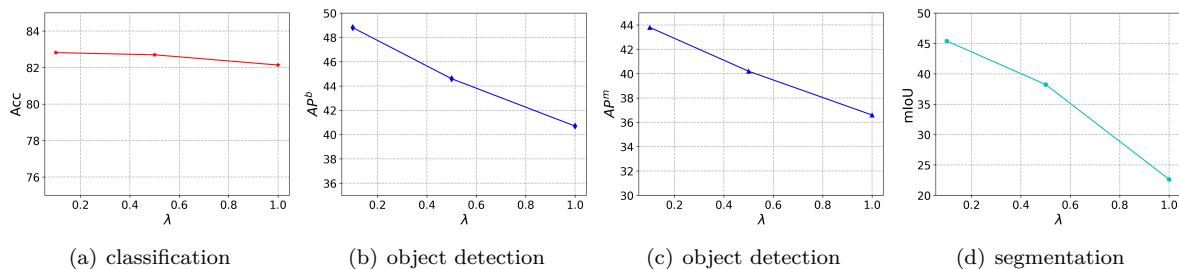 84
82
80
78
76
Acc
0.2 0.4 0.6 0.8 1.0
λ
(a) classification
50
48
46
44
42
40
38
36
AP^b
0.2 0.4 0.6 0.8 1.0
λ
(b) object detection
44
42
40
38
36
34
32
30
AP^m
0.2 0.4 0.6 0.8 1.0
λ
(c) object detection
50
45
40
35
30
25
20
mIoU
0.2 0.4 0.6 0.8 1.0
λ
(d) segmentation